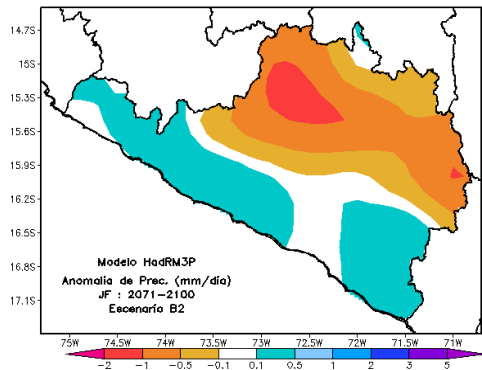 14.7S
15S
15.3S
15.6S
15.9S
16.2S
16.5S
16.8S
17.1S
Modelo HadRM3P
Anomalia de Prec. (mm/día)
JF : 2071-2100
Escenario B2
75W 74.5W 74W 73.5W 73W 72.5W 72W 71.5W 71W
-2 -1 -0.5 -0.1 0.1 0.5 1 2 3 5